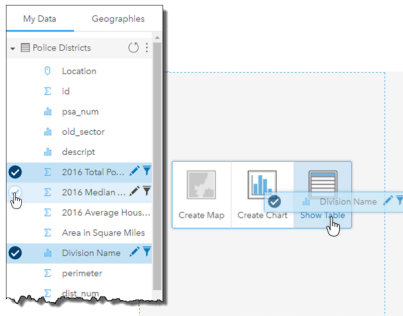 My Data
Geographies
Police Districts
Location
id
psa_num
old_sector
descript
2016 Total Po...
2016 Median ...
2016 Average Hous...
Area in Square Miles
Division Name
perimeter
dist_num
Create Map
Create Chart
Show Table
Division Name